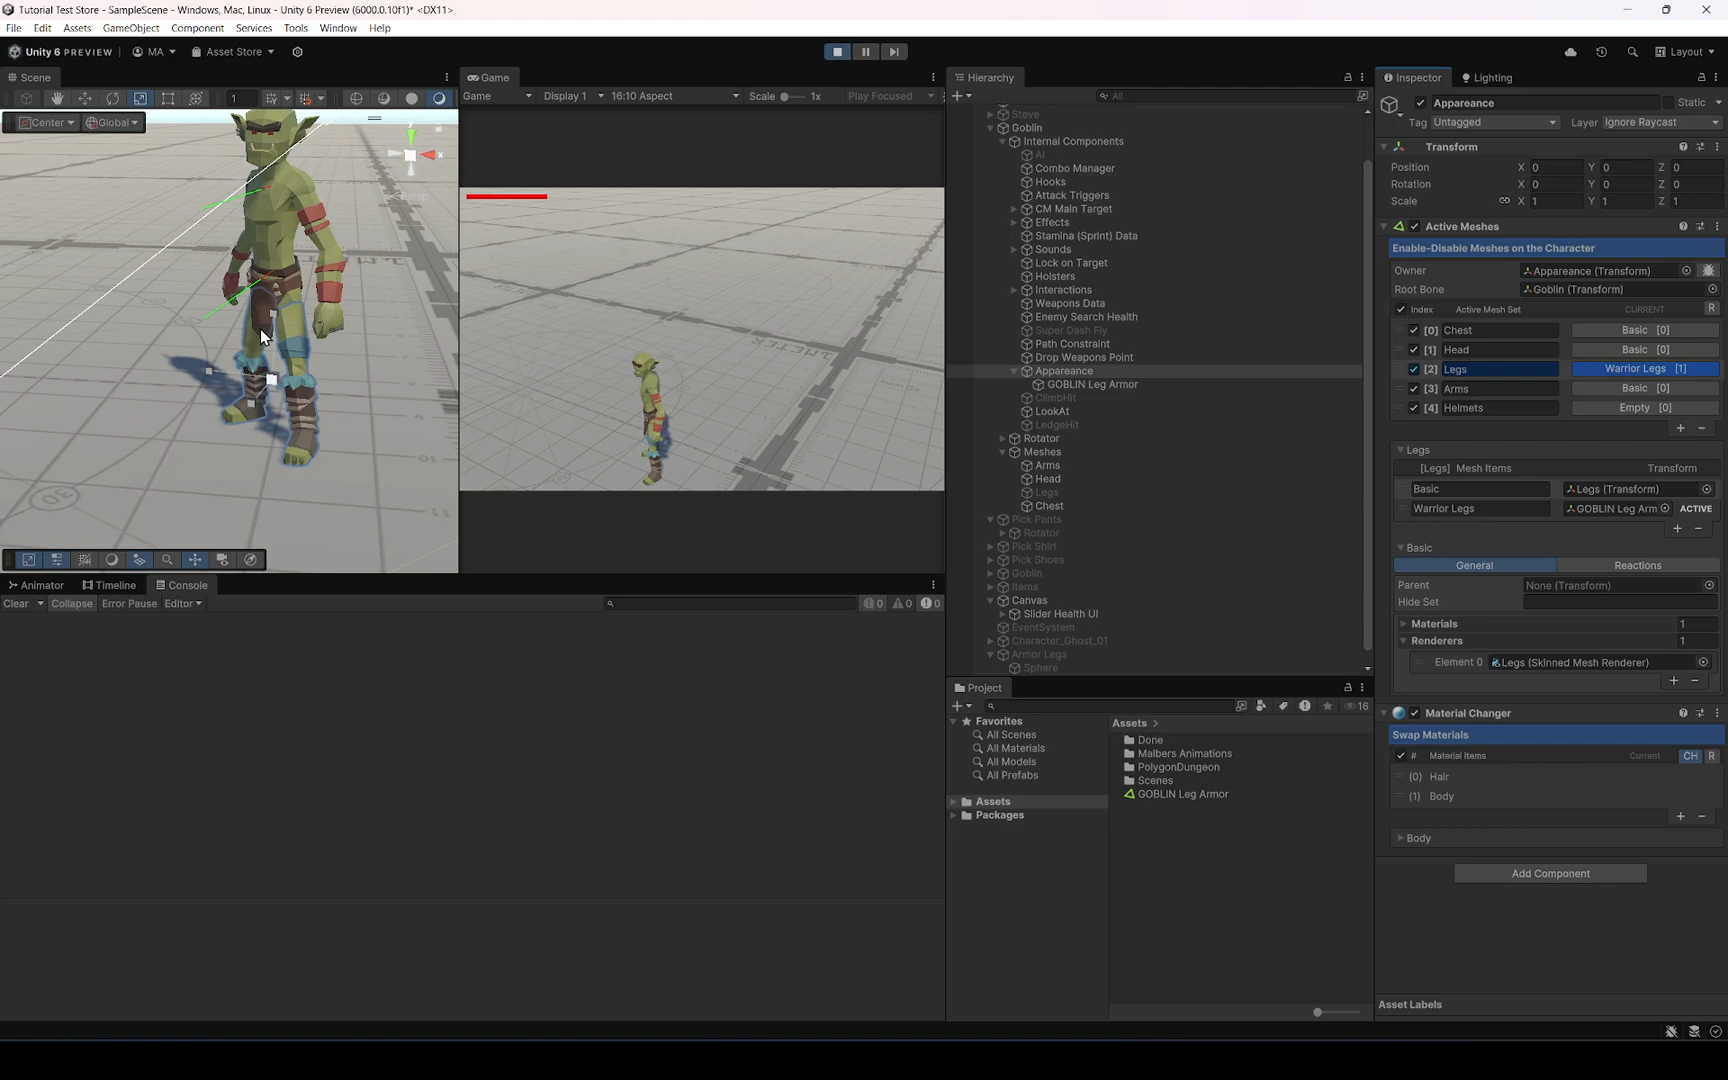 Tutorial Test Store - SampleScene - Windows, Mac, Linux - Unity 6 Preview (6000.0.10f1)* <DX11>
File Edit Assets GameObject Component Services Tools Window Help
Unity 6 PREVIEW MA Asset Store Layout
Scene
Game
Hierarchy
Inspector Lighting
1
Game Display 1 16:10 Aspect Scale 1x Play Focused
All
Center Global
x
Persp
1METER
30
10
11
Steve
Goblin
Internal Components
AI
Combo Manager
Hooks
Attack Triggers
CM Main Target
Effects
Stamina (Sprint) Data
Sounds
Lock on Target
Holsters
Interactions
Weapons Data
Enemy Search Health
Super Dash Fly
Path Constraint
Drop Weapons Point
Appareance
GOBLIN Leg Armor
ClimbHit
LookAt
LedgeHit
Rotator
Meshes
Arms
Head
Legs
Chest
Pick Pants
Rotator
Pick Shirt
Pick Shoes
Goblin
Items
Canvas
Slider Health UI
EventSystem
Character_Ghost_01
Armor Legs
Sphere
Appareance Static
Tag Untagged Layer Ignore Raycast
Transform
Position X 0 Y 0 Z 0
Rotation X 0 Y 0 Z 0
Scale X 1 Y 1 Z 1
Active Meshes
Enable-Disable Meshes on the Character
Owner Appareance (Transform)
Root Bone Goblin (Transform)
Index Active Mesh Set CURRENT R
[0] Chest Basic [0]
[1] Head Basic [0]
[2] Legs Warrior Legs [1]
[3] Arms Basic [0]
[4] Helmets Empty [0]
+ −
Legs
[Legs] Mesh Items Transform
Basic Legs (Transform)
Warrior Legs GOBLIN Leg Arm ACTIVE
+ −
Basic
General Reactions
Parent None (Transform)
Hide Set
Materials 1
Renderers 1
Element 0 Legs (Skinned Mesh Renderer)
+ −
Material Changer
Swap Materials
# Material Items Current CH R
(0) Hair
(1) Body
+ −
Body
Add Component
Asset Labels
Animator Timeline Console
Clear Collapse Error Pause Editor 0 0 0
Project
16
Favorites
All Scenes
All Materials
All Models
All Prefabs
Assets
Packages
Assets >
Done
Malbers Animations
PolygonDungeon
Scenes
GOBLIN Leg Armor